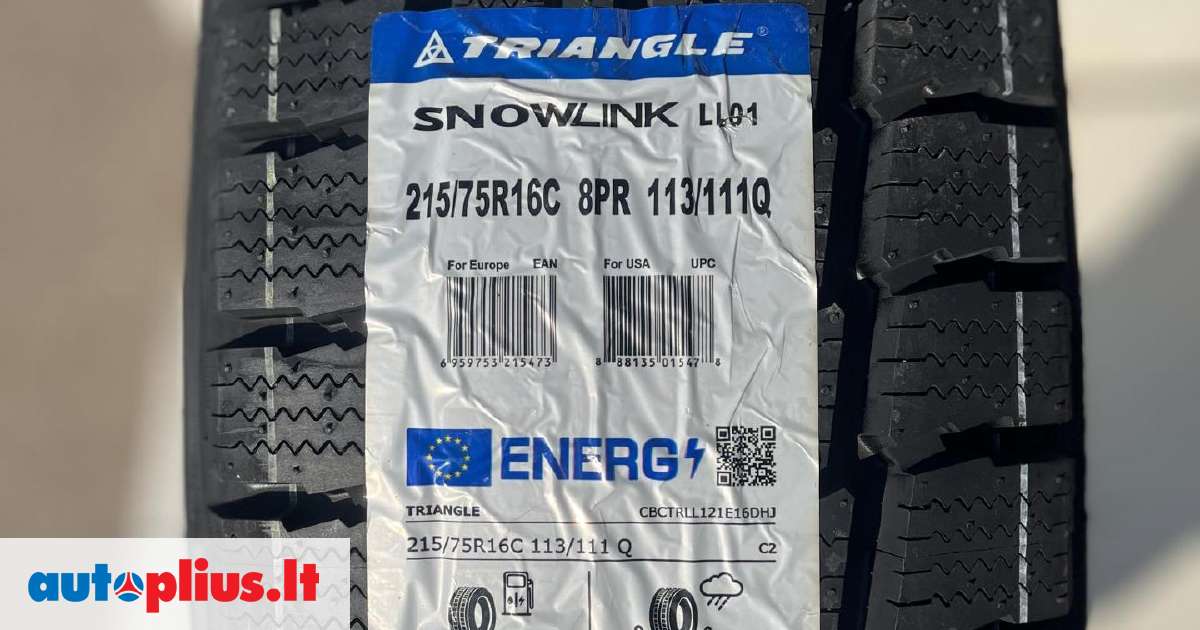 TRIANGLE®
SNOWLINK LL01
215/75R16C 8PR 113/111Q
For Europe EAN For USA UPC
6 959753 215473 8 88135 01547 8
ENERG
TRIANGLE CBCTRLL121E16DHJ
215/75R16C 113/111 Q C2
autoplius.lt